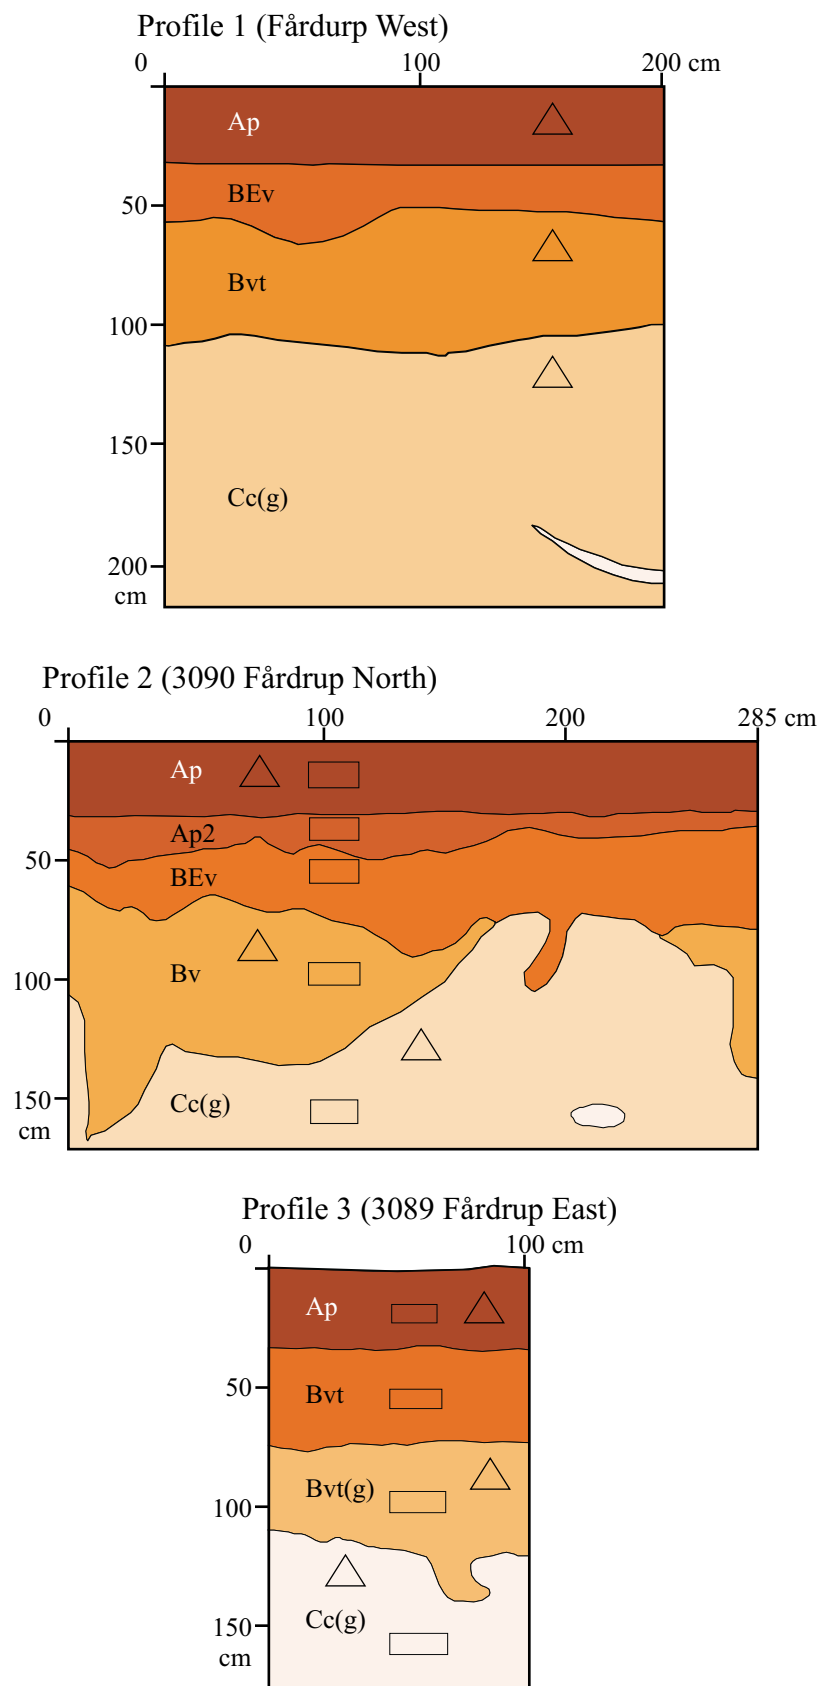 Profile 1 (Fårdurp West)
0 100 200 cm
Ap
BEv
50
Bvt
100
150
Cc(g)
200
cm
Profile 2 (3090 Fårdrup North)
0 100 200 285 cm
Ap
Ap2
50
BEv
Bv
100
150
Cc(g)
cm
Profile 3 (3089 Fårdrup East)
0 100 cm
Ap
50
Bvt
Bvt(g)
100
Cc(g)
150
cm